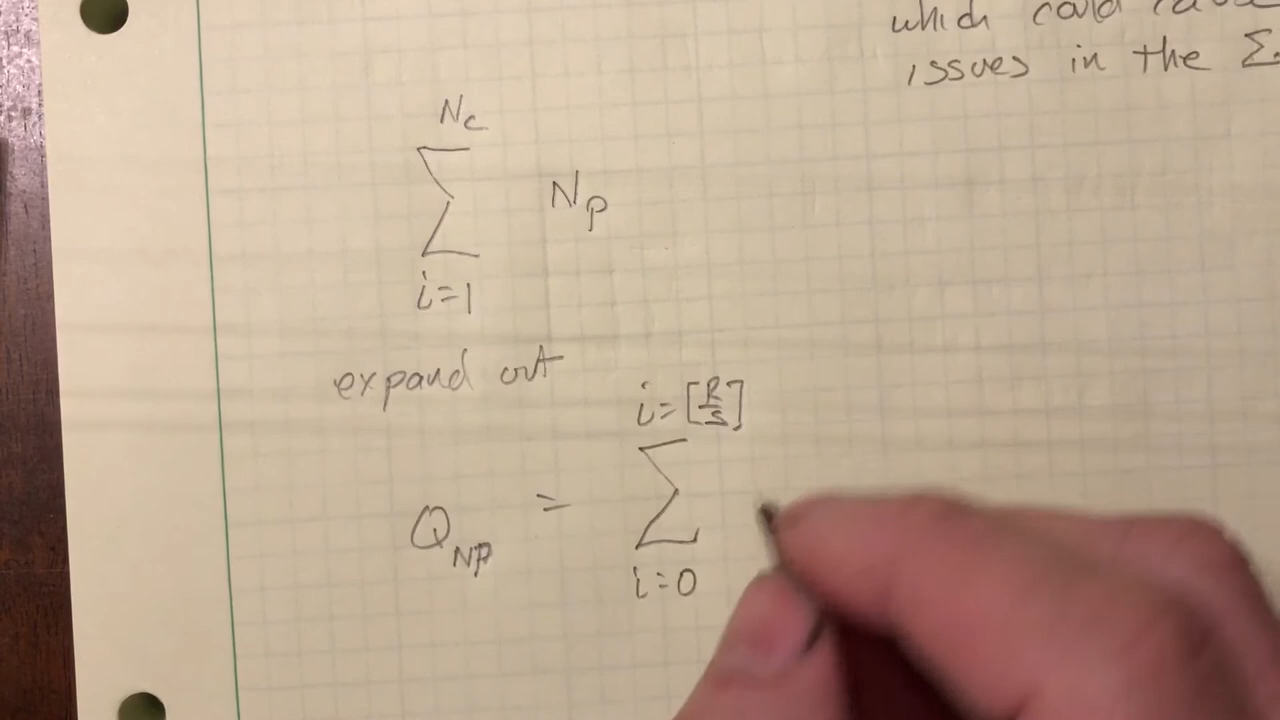 which could
issues in the Σ.
Nc
Σ Np
i=1
expand out
i=[R/s]
Q_NP = Σ
i=0